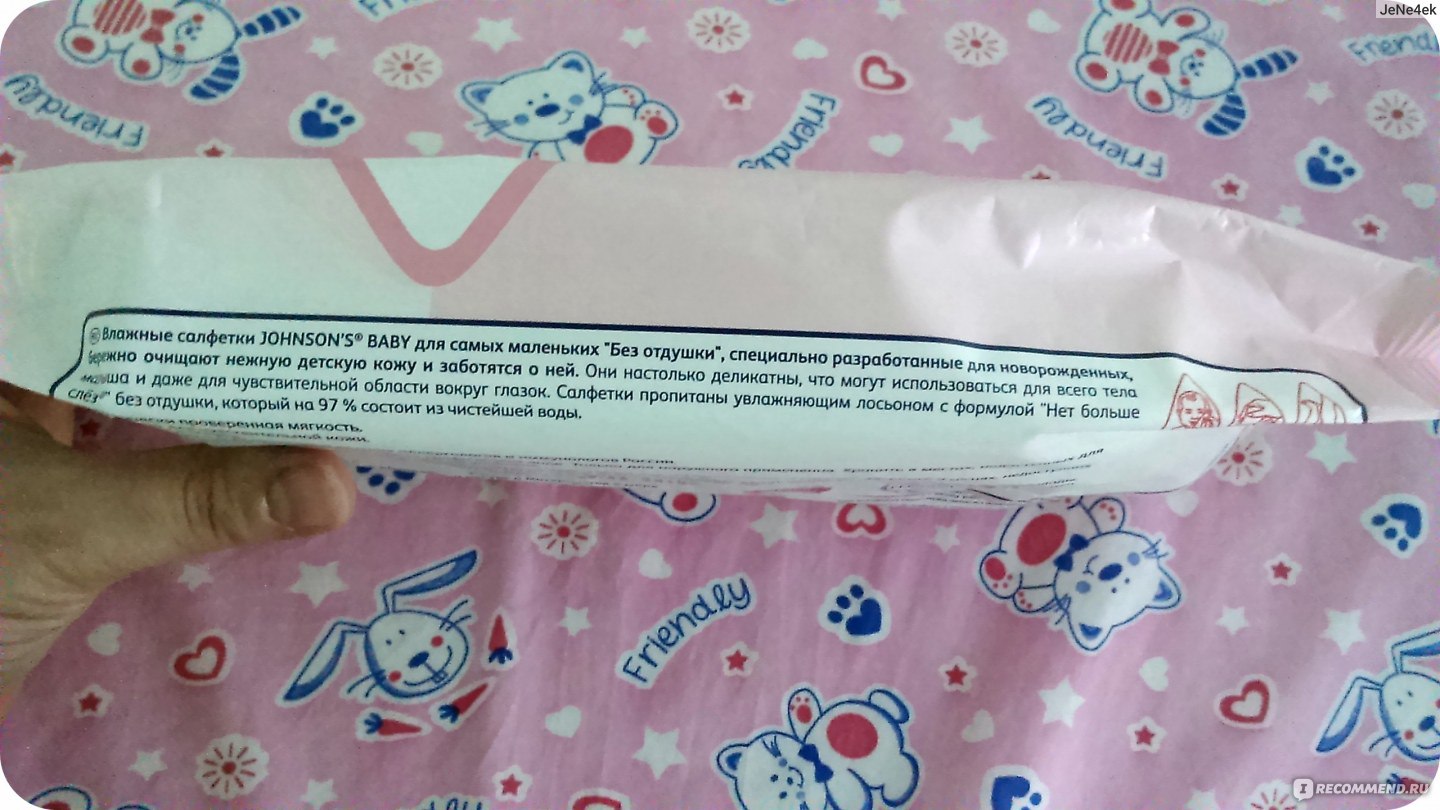 JeNe4ek
Friendly
Friendly
Friendly
Friendly
Friendly
Влажные салфетки JOHNSON'S® BABY для самых маленьких "Без отдушки", специально разработанные для новорожденных,
бережно очищают нежную детскую кожу и заботятся о ней. Они настолько деликатны, что могут использоваться для всего тела
малыша и даже для чувствительной области вокруг глазок. Салфетки пропитаны увлажняющим лосьоном с формулой "Нет больше
слёз" без отдушки, который на 97 % состоит из чистейшей воды.
проверенная мягкость.
кожи.
России.
Friendly
IRECOMMEND.RU